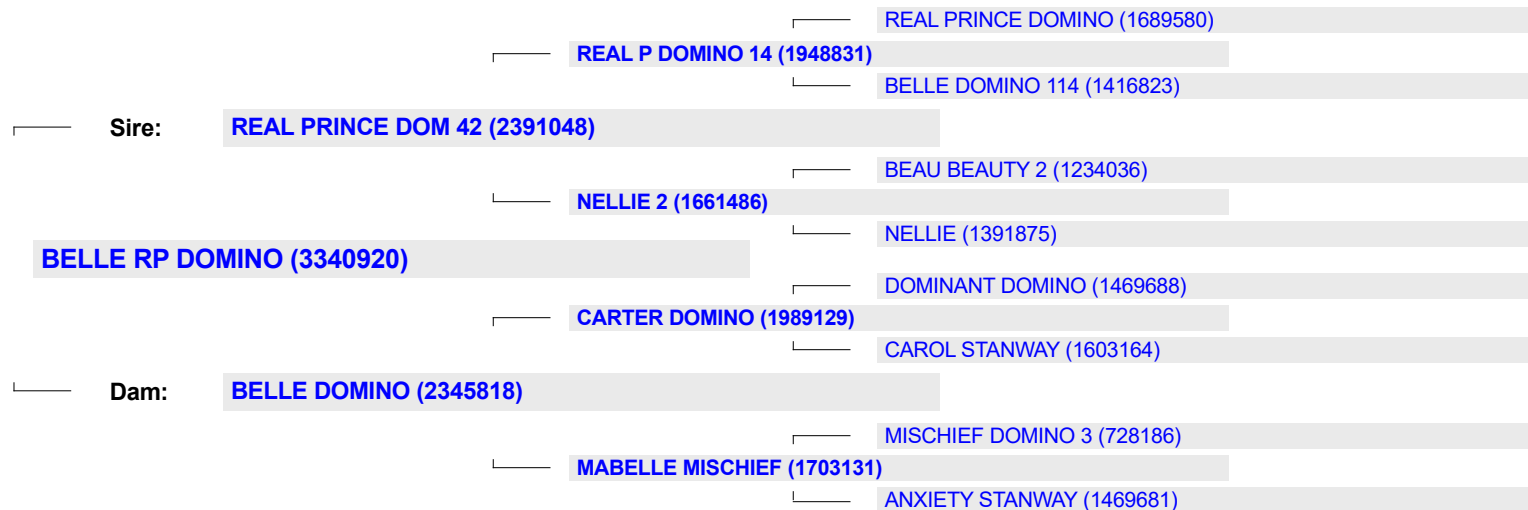 REAL PRINCE DOMINO (1689580)
REAL P DOMINO 14 (1948831)
BELLE DOMINO 114 (1416823)
Sire: REAL PRINCE DOM 42 (2391048)
BEAU BEAUTY 2 (1234036)
NELLIE 2 (1661486)
NELLIE (1391875)
BELLE RP DOMINO (3340920)
DOMINANT DOMINO (1469688)
CARTER DOMINO (1989129)
CAROL STANWAY (1603164)
Dam: BELLE DOMINO (2345818)
MISCHIEF DOMINO 3 (728186)
MABELLE MISCHIEF (1703131)
ANXIETY STANWAY (1469681)